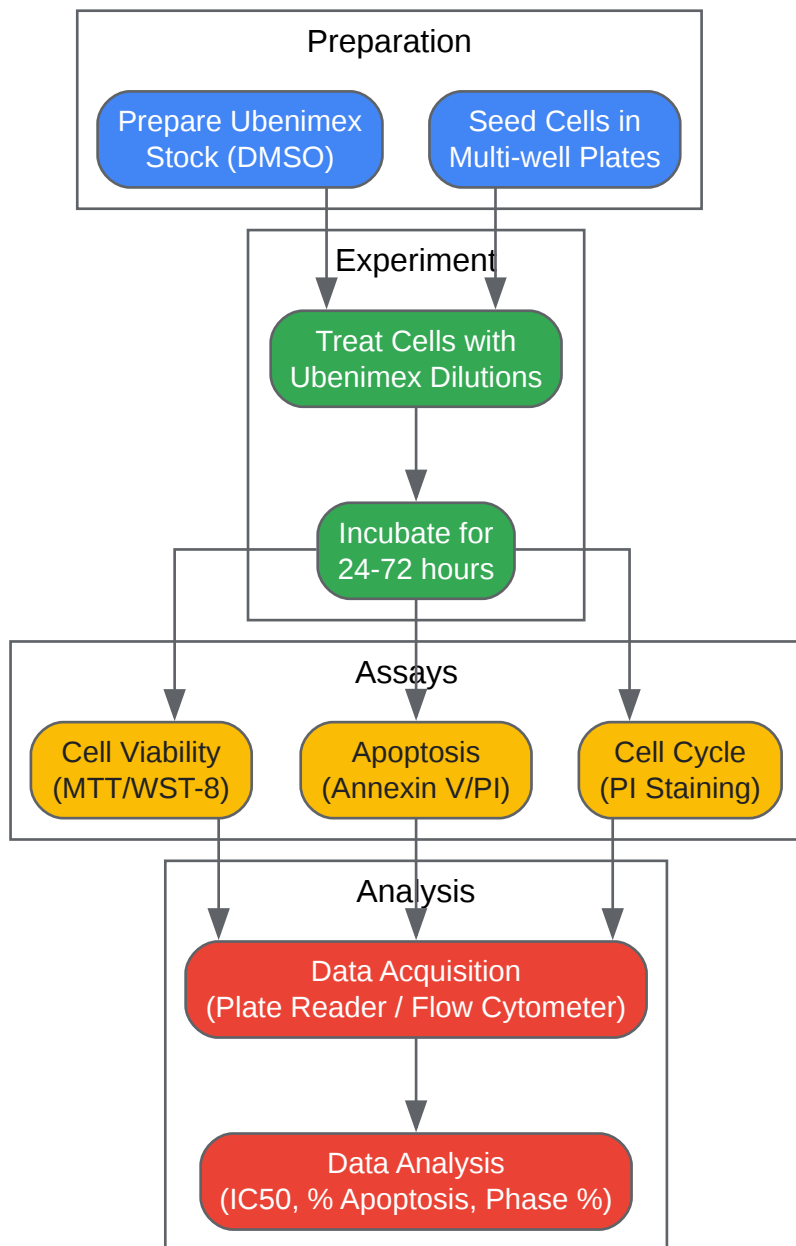 Preparation
Prepare Ubenimex
Stock (DMSO)
Seed Cells in
Multi-well Plates
Experiment
Treat Cells with
Ubenimex Dilutions
Incubate for
24-72 hours
Assays
Cell Viability
(MTT/WST-8)
Apoptosis
(Annexin V/PI)
Cell Cycle
(PI Staining)
Analysis
Data Acquisition
(Plate Reader / Flow Cytometer)
Data Analysis
(IC50, % Apoptosis, Phase %)